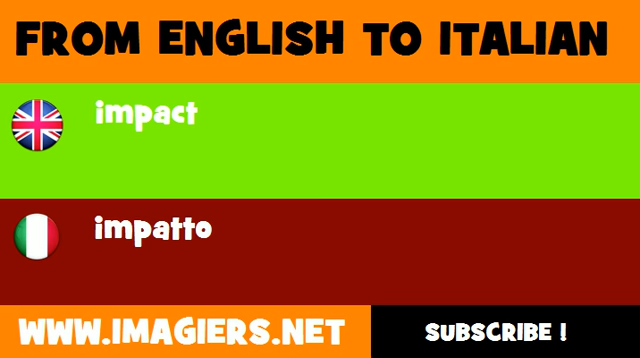 FROM ENGLISH TO ITALIAN
impact
impatto
WWW.IMAGIERS.NET
SUBSCRIBE !